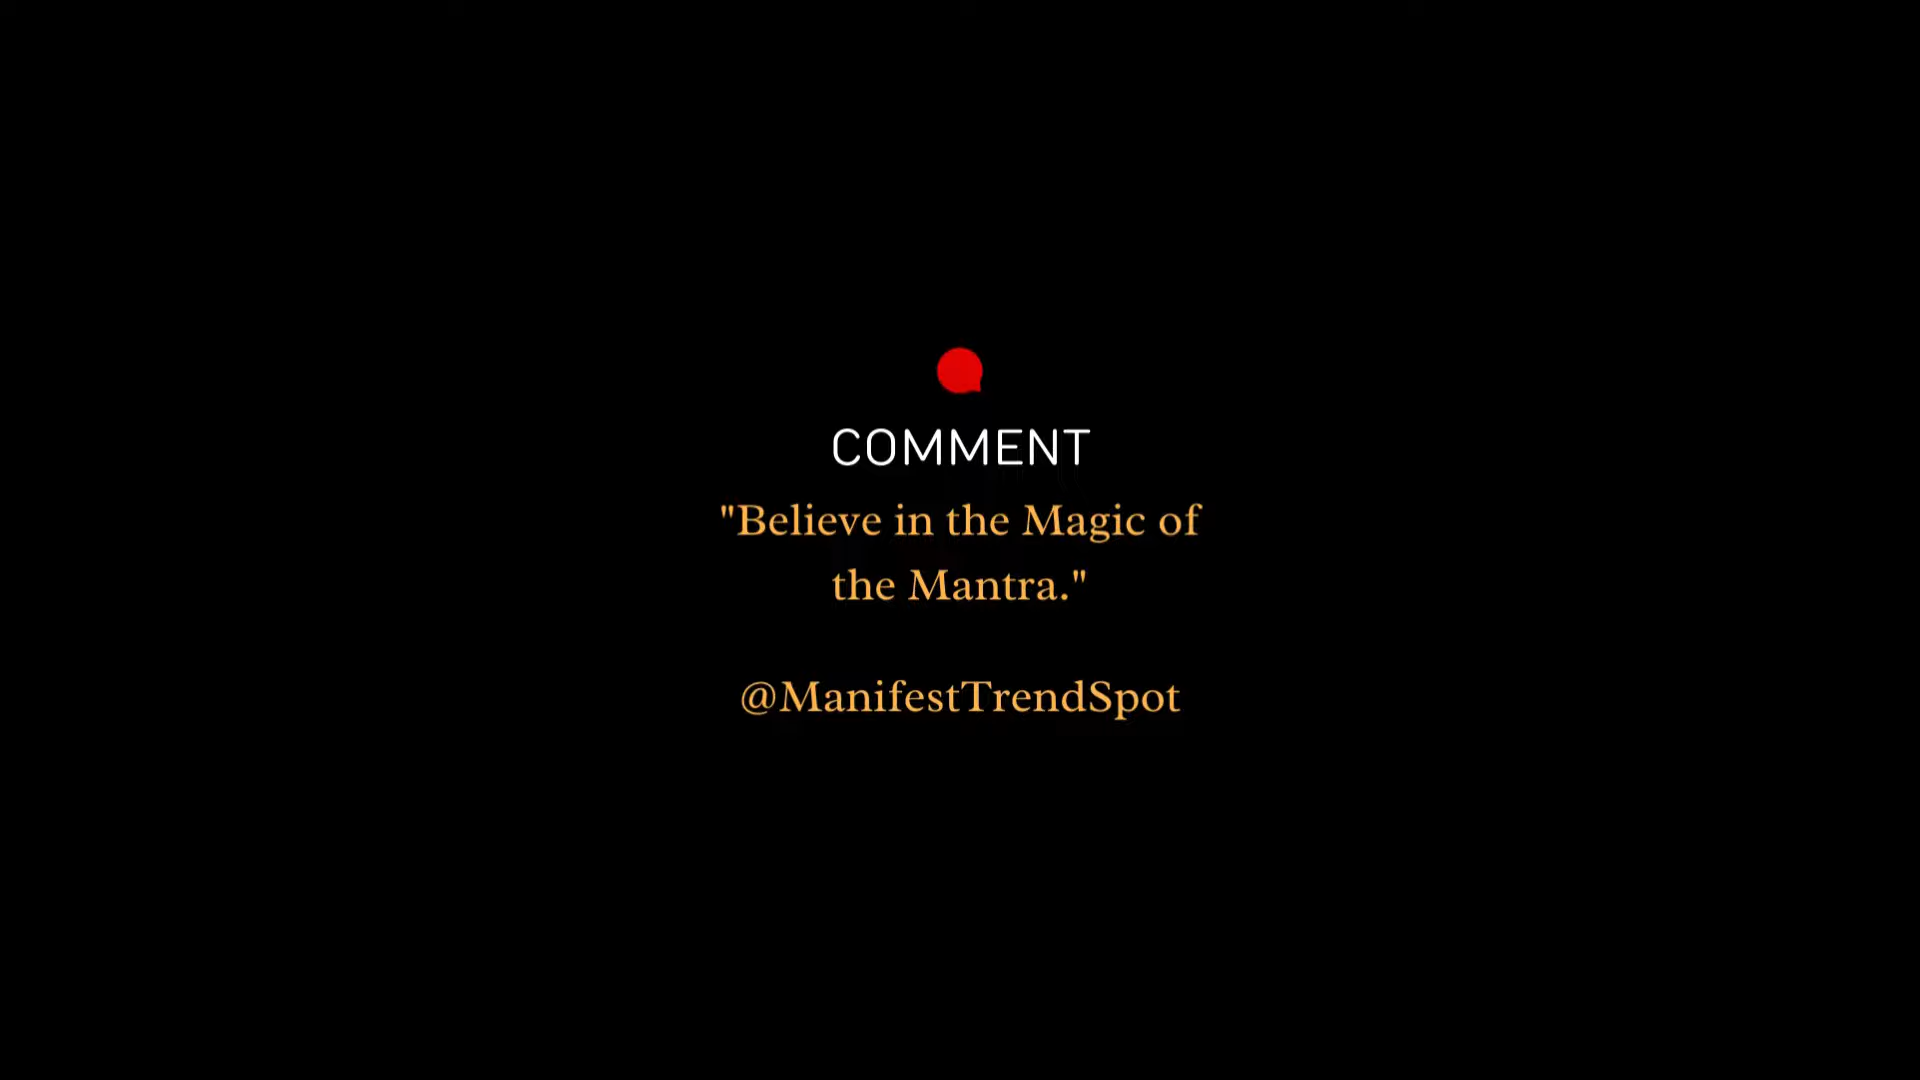 COMMENT
"Believe in the Magic of
the Mantra."
@ManifestTrendSpot